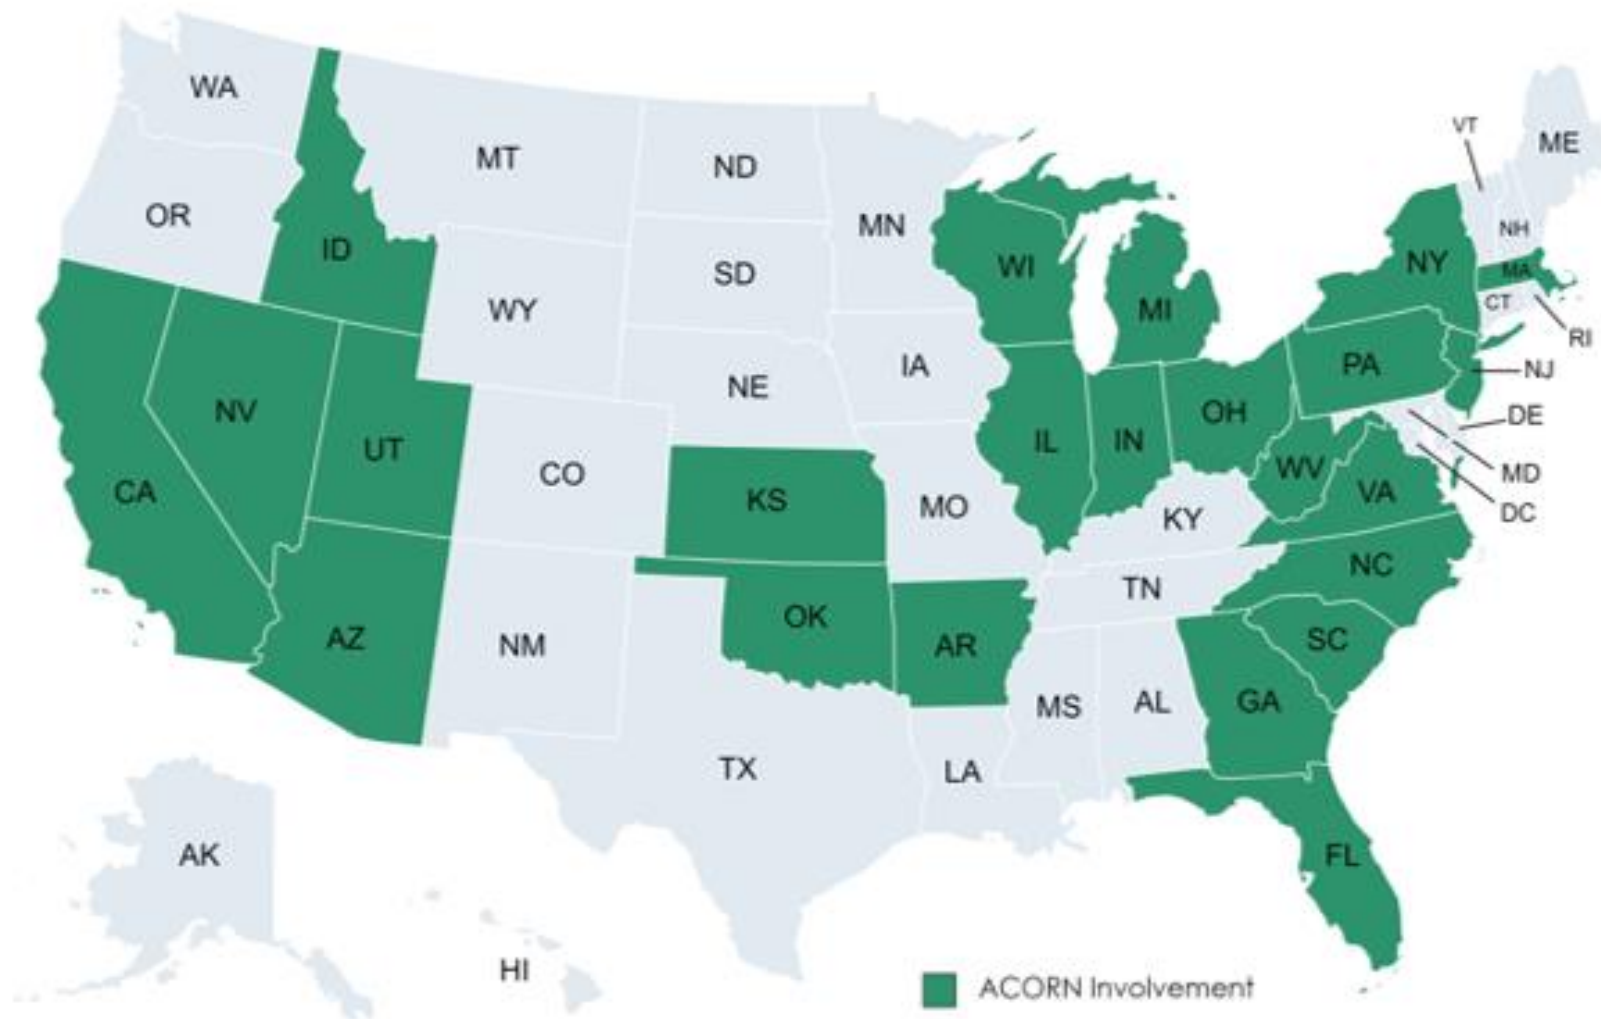 WA
MT
ND
VT
ME
OR
MN
ID
NH
WI
NY
MA
SD
WY
CT
MI
RI
IA
PA
NJ
NE
NV
OH
DE
UT
IL
IN
CO
WV
MD
CA
KS
VA
MO
DC
KY
NC
TN
OK
AZ
SC
NM
AR
GA
MS
AL
TX
LA
AK
FL
HI
ACORN Involvement